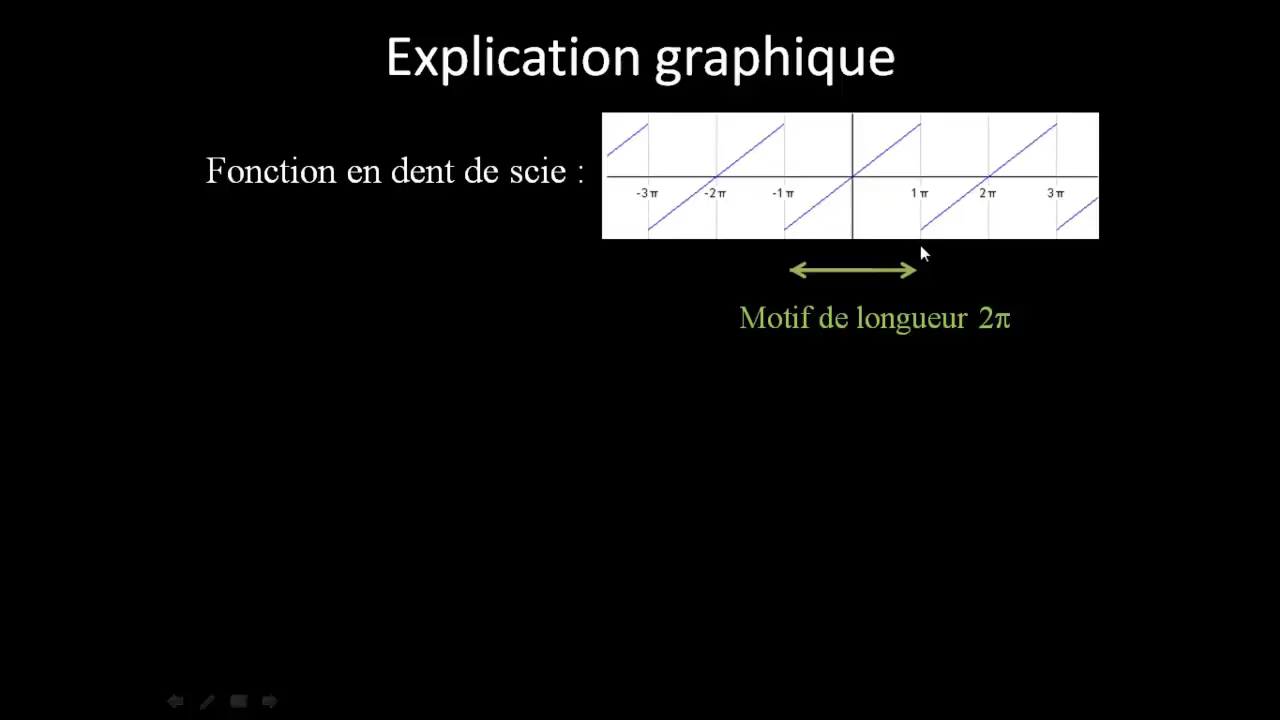 Explication graphique
Fonction en dent de scie :
-3π -2π -1π 1π 2π 3π
Motif de longueur 2π